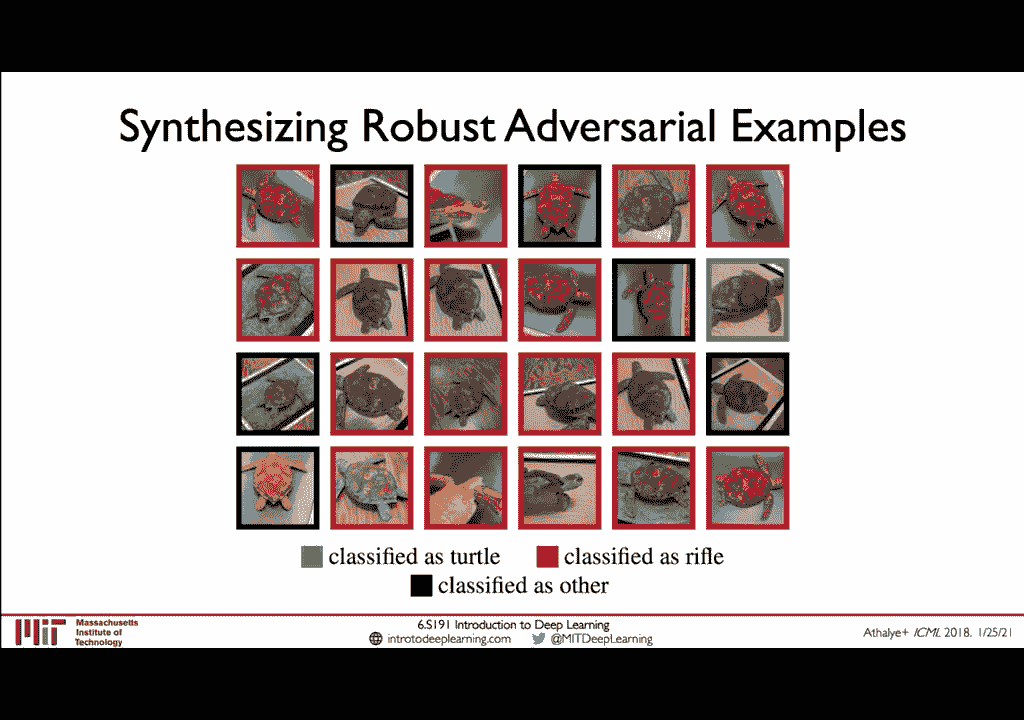 Synthesizing Robust Adversarial Examples
classified as turtle
classified as rifle
classified as other
Massachusetts
Institute of
Technology
6.S191 Introduction to Deep Learning
introtodeeplearning.com
@MITDeepLearning
Athalye+ ICML 2018. 1/25/21